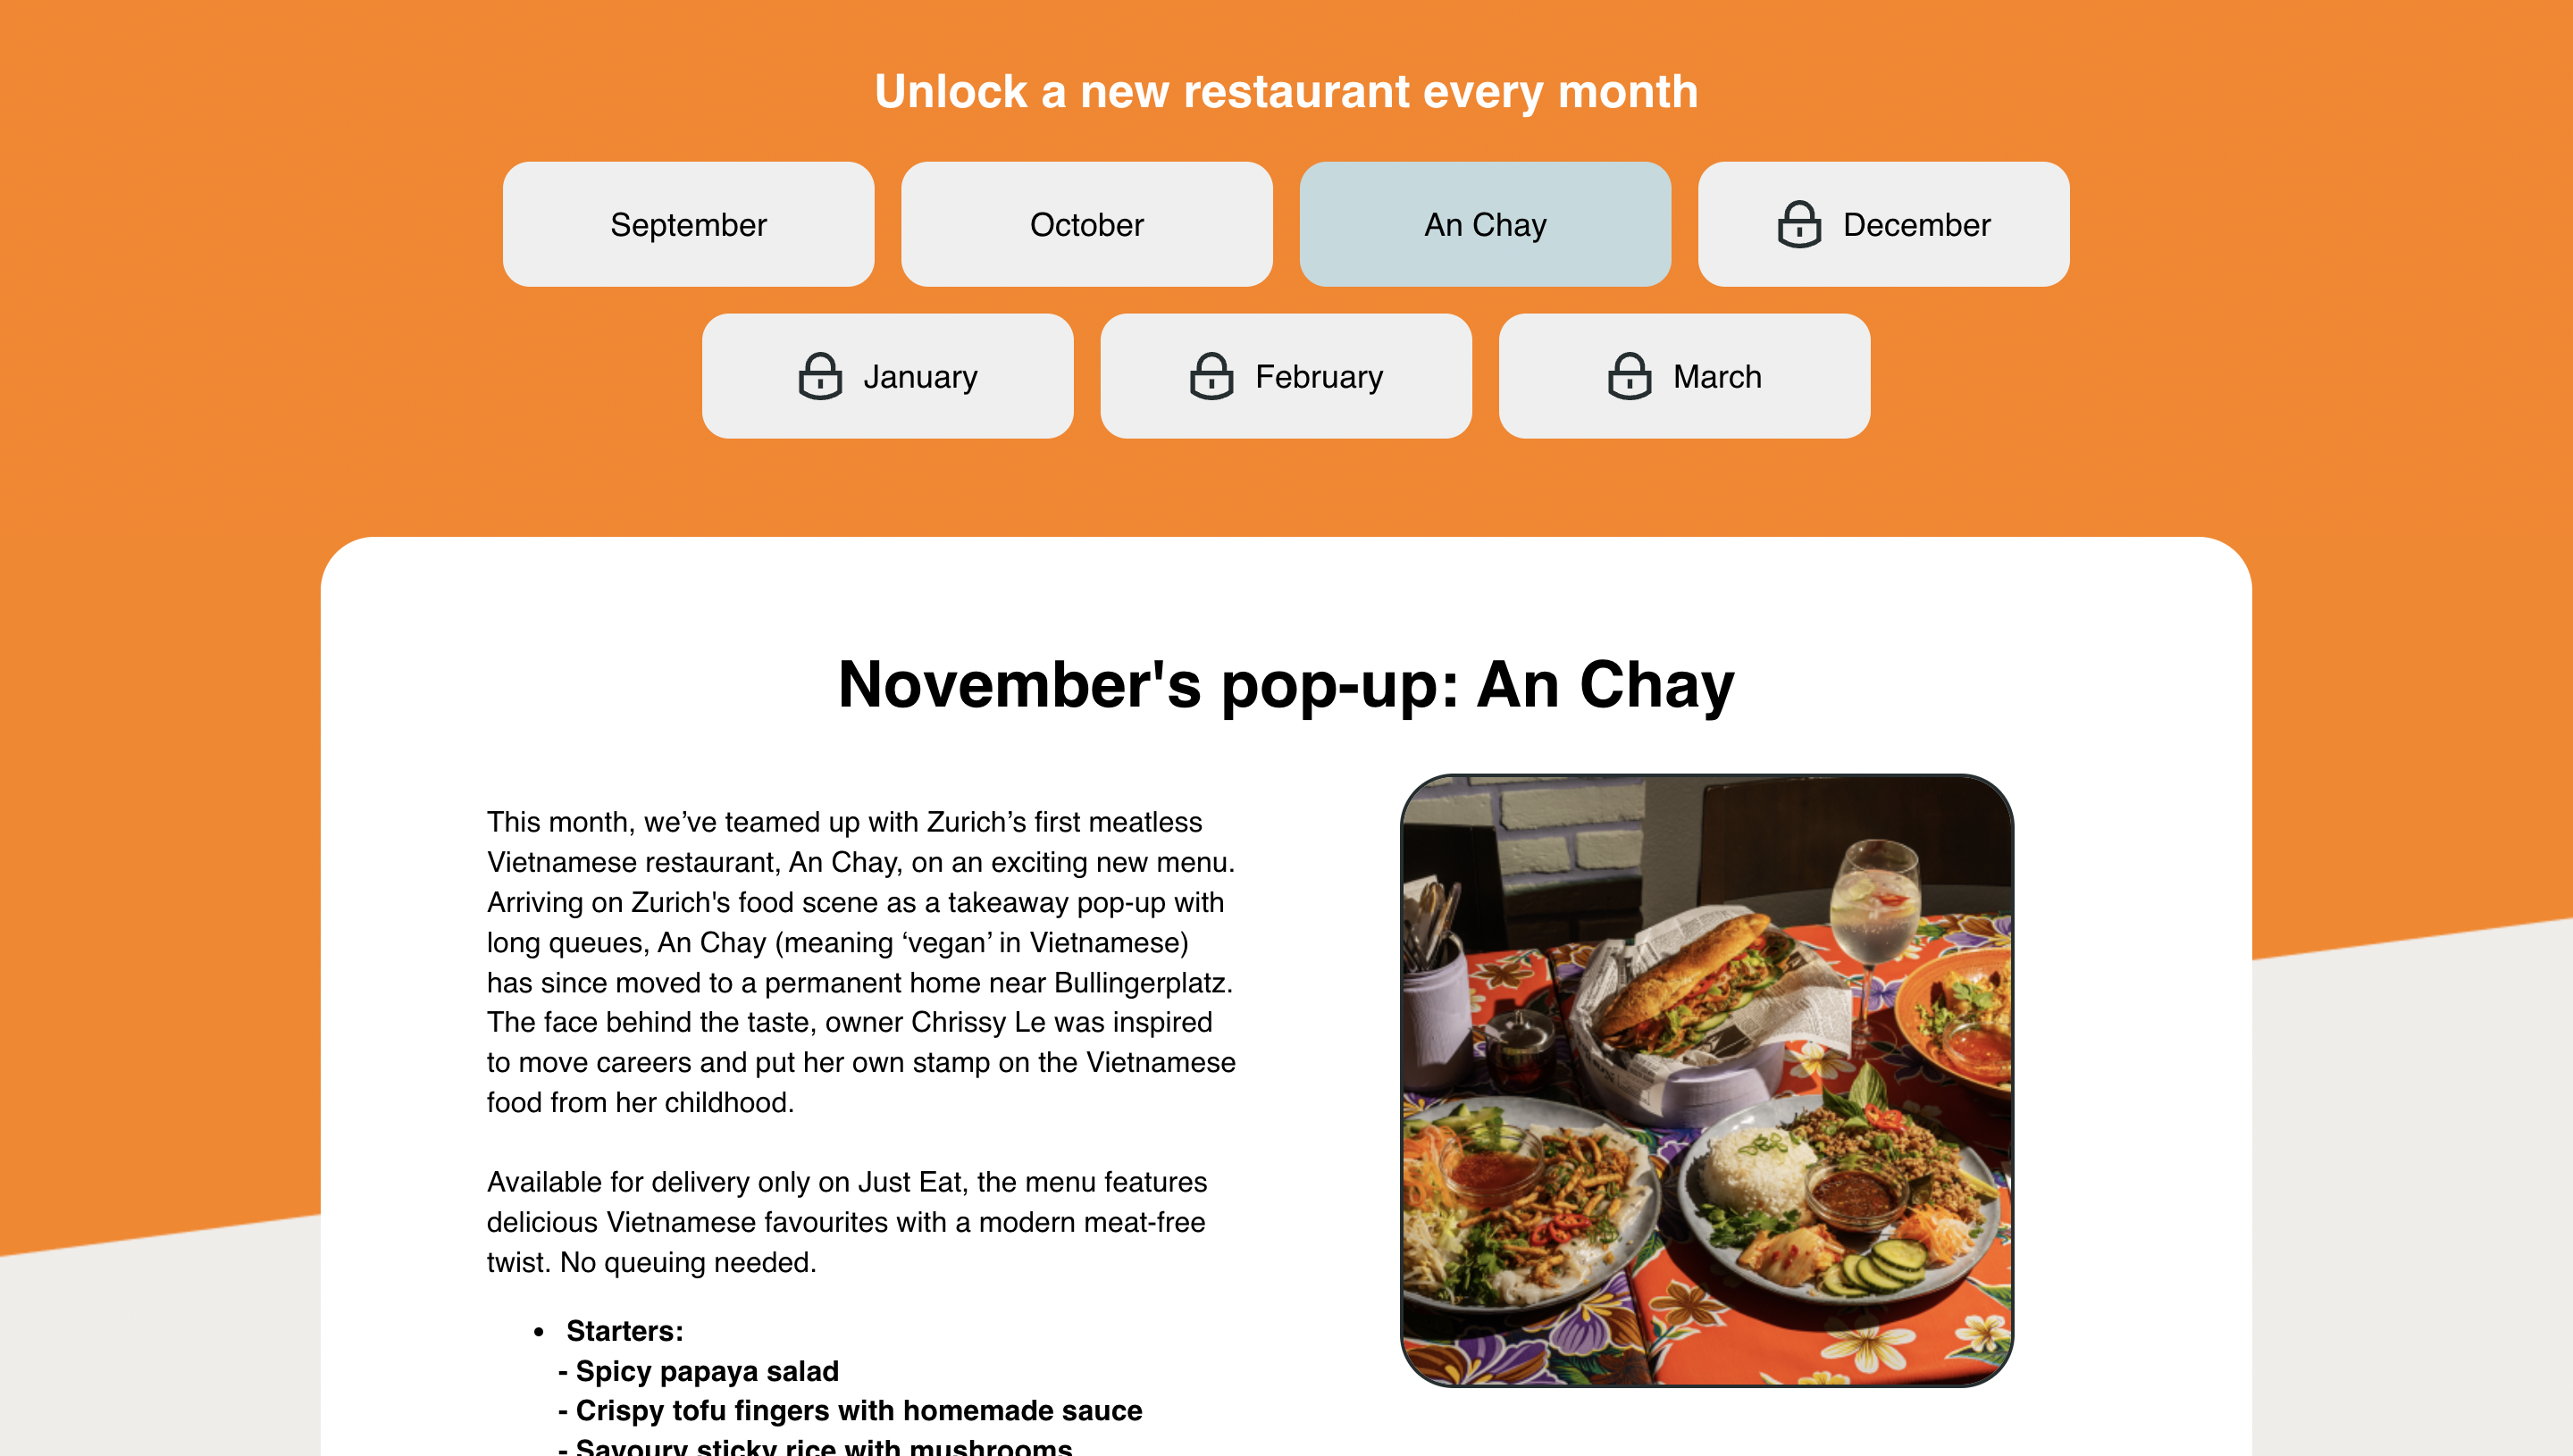 Unlock a new restaurant every month
September
October
An Chay
December
January
February
March
November's pop-up: An Chay
This month, we’ve teamed up with Zurich’s first meatless
Vietnamese restaurant, An Chay, on an exciting new menu.
Arriving on Zurich's food scene as a takeaway pop-up with
long queues, An Chay (meaning ‘vegan’ in Vietnamese)
has since moved to a permanent home near Bullingerplatz.
The face behind the taste, owner Chrissy Le was inspired
to move careers and put her own stamp on the Vietnamese
food from her childhood.
Available for delivery only on Just Eat, the menu features
delicious Vietnamese favourites with a modern meat-free
twist. No queuing needed.
• Starters:
- Spicy papaya salad
- Crispy tofu fingers with homemade sauce
- Savoury sticky rice with mushrooms